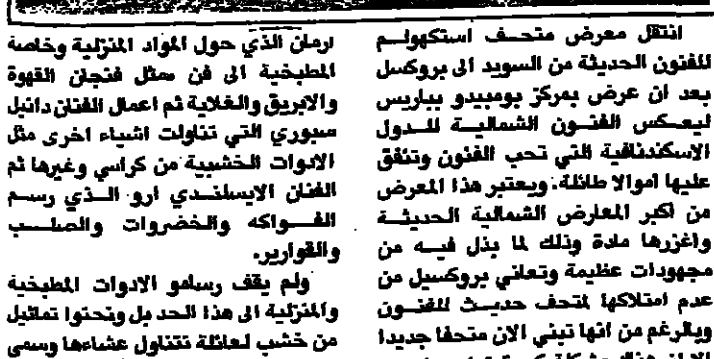 انتقل معرض متحف استكهولم
للفنون الحديثة من السويد الى بروكسل
بعد ان عرض بمركز بومبيدو بباريس
ليعكس الفنون الشمالية للدول
الاسكندنافية التي تحب الفنون وتنفق
عليها اموالا طائلة. ويعتبر هذا المعرض
من اكبر المعارض الشمالية الحديثة
واغزرها مادة وذلك لما بذل فيه من
مجهودات عظيمة وتعاني بروكسيل من
عدم امتلاكها لمتحف حديث للفنون
وبالرغم من انها تبني الان متحفا جديدا
ارمان الذي حول المواد المنزلية وخاصة
المطبخية الى فن مثل فنجان القهوة
والابريق والغلاية ثم اعمال الفنان دانيل
سبوري التي تناولت اشياء اخرى مثل
الادوات الخشبية من كراسي وغيرها ثم
الفنان الايسلندي ارو الذي رسم
الفواكه والخضروات والصلب
والقوارير.
ولم يقف رسامو الادوات المطبخية
والمنزلية الى هذا الحد بل ونحتوا تماثيل
من خشب لعائلة تتناول عشاءها وسمى